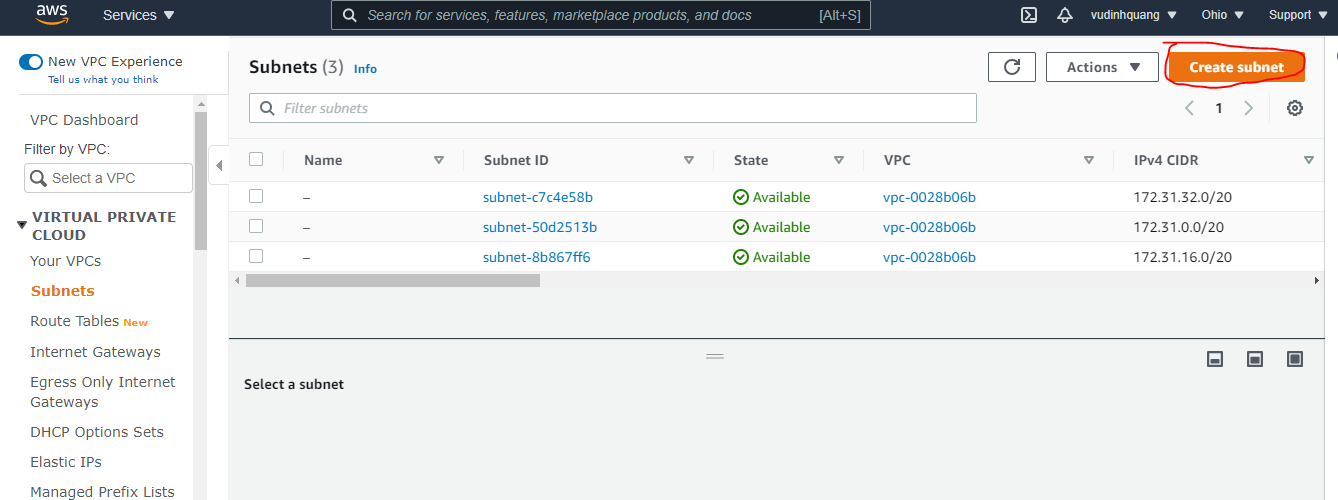 aws Services Search for services, features, marketplace products, and docs [Alt+S] vudinhquang Ohio Support
New VPC Experience
Tell us what you think
VPC Dashboard
Filter by VPC:
Select a VPC
VIRTUAL PRIVATE
CLOUD
Your VPCs
Subnets
Route Tables New
Internet Gateways
Egress Only Internet
Gateways
DHCP Options Sets
Elastic IPs
Managed Prefix Lists
Subnets (3) Info
Actions Create subnet
Filter subnets
1
Name Subnet ID State VPC IPv4 CIDR
– subnet-c7c4e58b Available vpc-0028b06b 172.31.32.0/20
– subnet-50d2513b Available vpc-0028b06b 172.31.0.0/20
– subnet-8b867ff6 Available vpc-0028b06b 172.31.16.0/20
Select a subnet